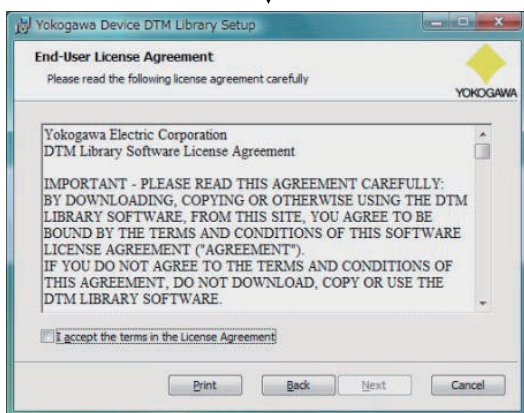 Yokogawa Device DTM Library Setup
End-User License Agreement
Please read the following license agreement carefully
YOKOGAWA
Yokogawa Electric Corporation
DTM Library Software License Agreement
IMPORTANT - PLEASE READ THIS AGREEMENT CAREFULLY:
BY DOWNLOADING, COPYING OR OTHERWISE USING THE DTM
LIBRARY SOFTWARE, FROM THIS SITE, YOU AGREE TO BE
BOUND BY THE TERMS AND CONDITIONS OF THIS SOFTWARE
LICENSE AGREEMENT ("AGREEMENT").
IF YOU DO NOT AGREE TO THE TERMS AND CONDITIONS OF
THIS AGREEMENT, DO NOT DOWNLOAD, COPY OR USE THE
DTM LIBRARY SOFTWARE.
I accept the terms in the License Agreement
Print Back Next Cancel